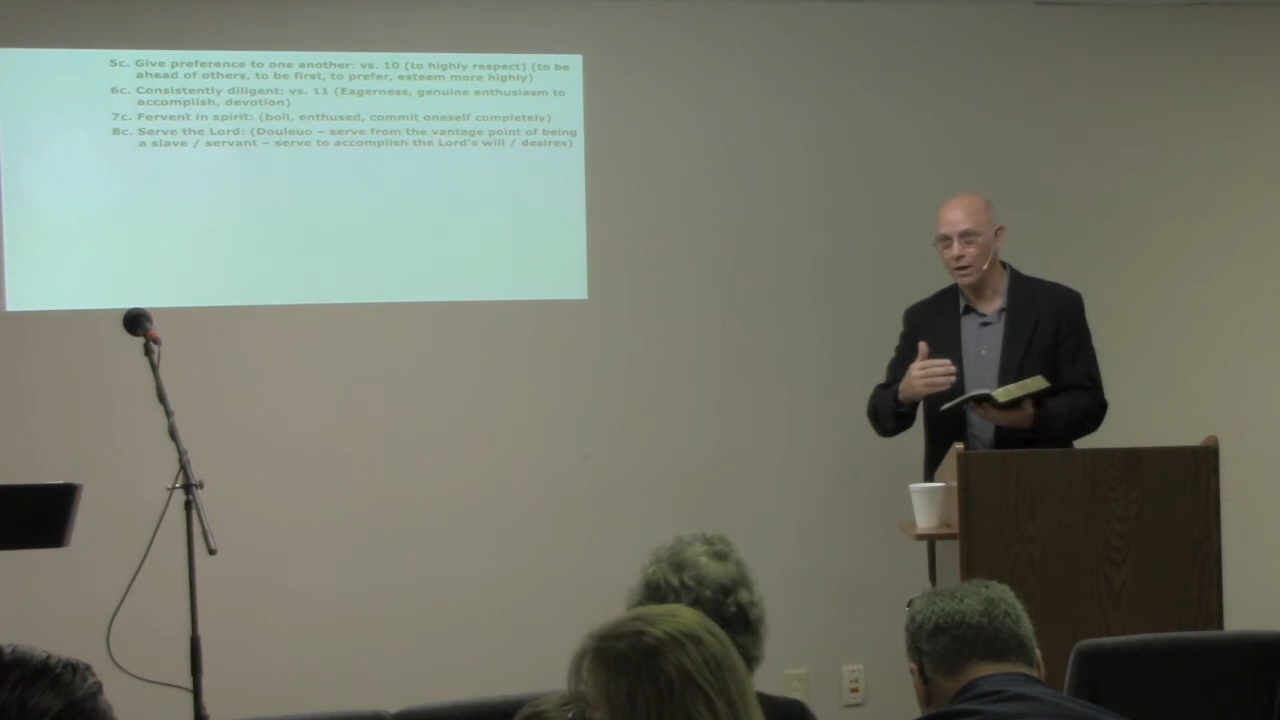 5c. Give preference to one another: vs. 10 (to highly respect) (to be
ahead of others, to be first, to prefer, esteem more highly)
6c. Consistently diligent: vs. 11 (Eagerness, genuine enthusiasm to
accomplish, devotion)
7c. Fervent in spirit: (boil, enthused, commit oneself completely)
8c. Serve the Lord: (Douleuo – serve from the vantage point of being
a slave / servant – serve to accomplish the Lord's will / desires)